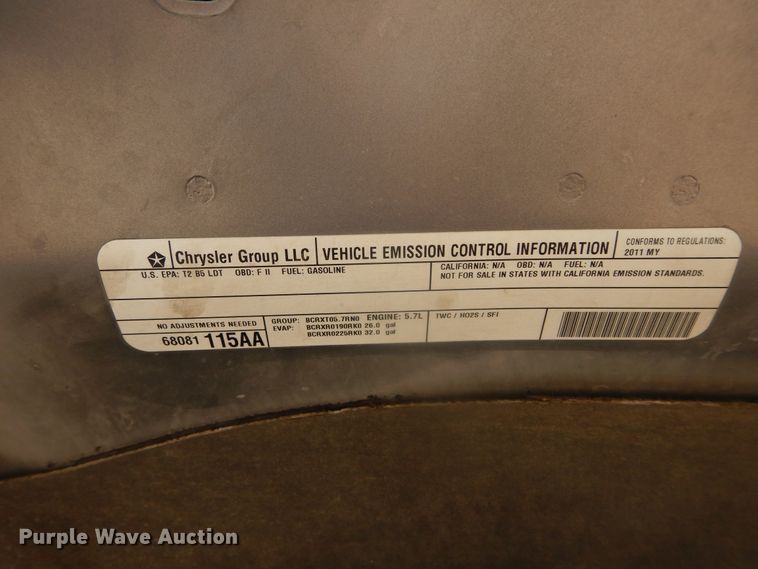 Chrysler Group LLC
VEHICLE EMISSION CONTROL INFORMATION
CONFORMS TO REGULATIONS:
2011 MY
U.S. EPA: T2 B5 LDT OBD: F II FUEL: GASOLINE
CALIFORNIA: N/A OBD: N/A FUEL: N/A
NOT FOR SALE IN STATES WITH CALIFORNIA EMISSION STANDARDS.
NO ADJUSTMENTS NEEDED
68081 115AA
GROUP: BCRXT05.7RN0 ENGINE: 5.7L
EVAP: BCRXR0190RK0 26.0 gal
BCRXR0225RK0 32.0 gal
TWC / HO2S / SFI
Purple Wave Auction